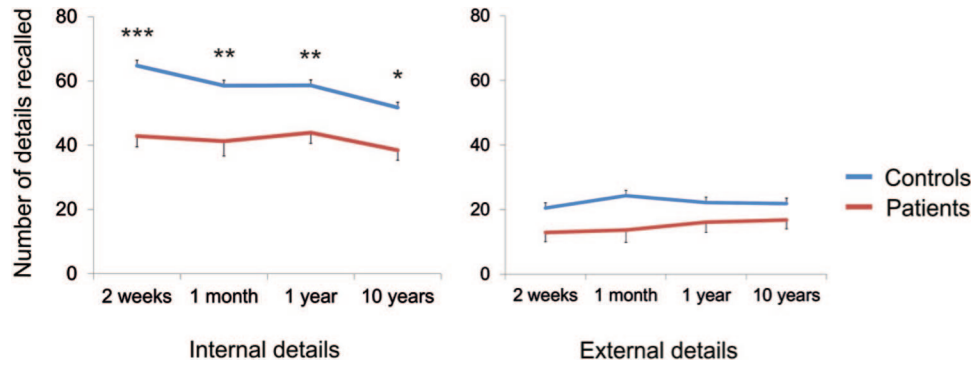 Number of details recalled
80
60
40
20
0
*** ** ** *
2 weeks 1 month 1 year 10 years
Internal details
80
60
40
20
0
2 weeks 1 month 1 year 10 years
External details
Controls
Patients